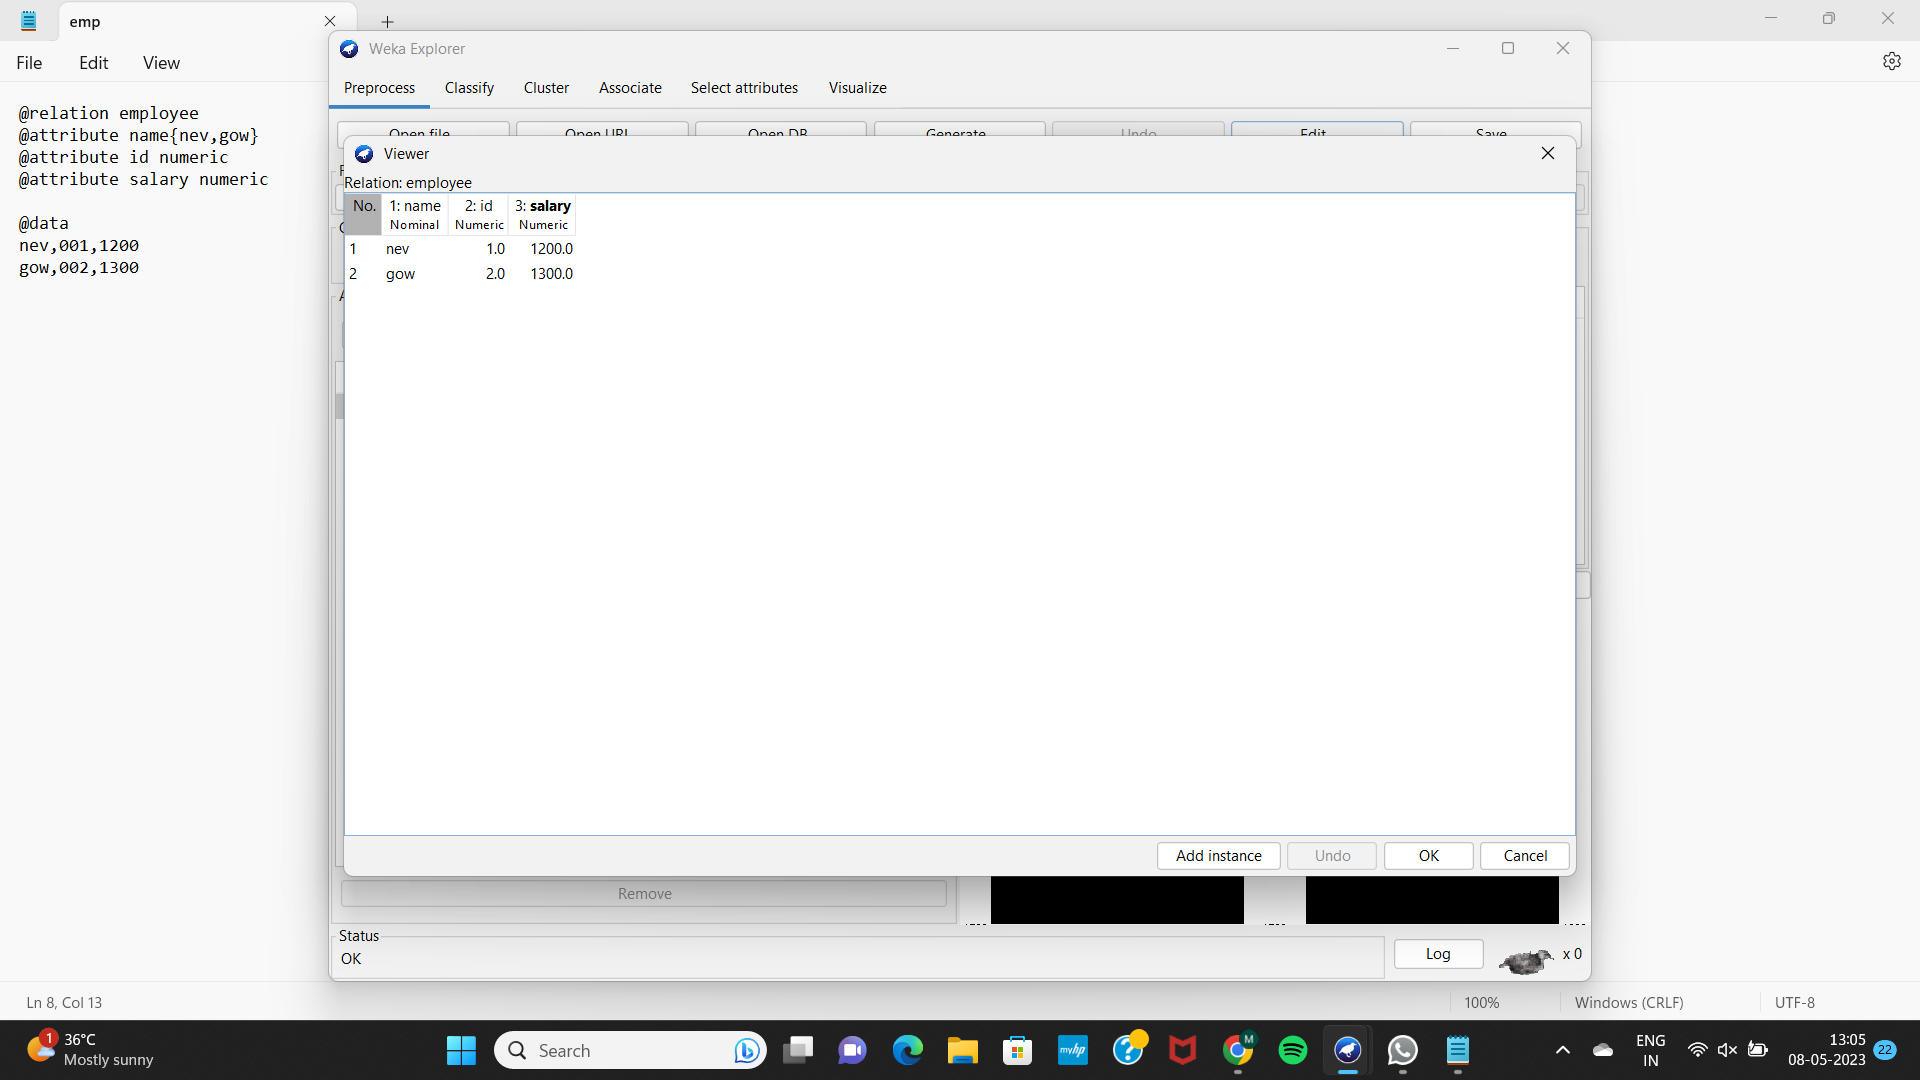 emp
File Edit View
@relation employee
@attribute name{nev,gow}
@attribute id numeric
@attribute salary numeric
@data
nev,001,1200
gow,002,1300
Weka Explorer
Preprocess Classify Cluster Associate Select attributes Visualize
Open file Open URL Open DB Generate Undo Edit Save
Viewer
Relation: employee
No. 1: name 2: id 3: salary
Nominal Numeric Numeric
1 nev 1.0 1200.0
2 gow 2.0 1300.0
Add instance Undo OK Cancel
Remove
Status
OK
Log x 0
Ln 8, Col 13 100% Windows (CRLF) UTF-8
1 36°C
Mostly sunny
Search
myhp
M
ENG
IN
13:05
08-05-2023
22